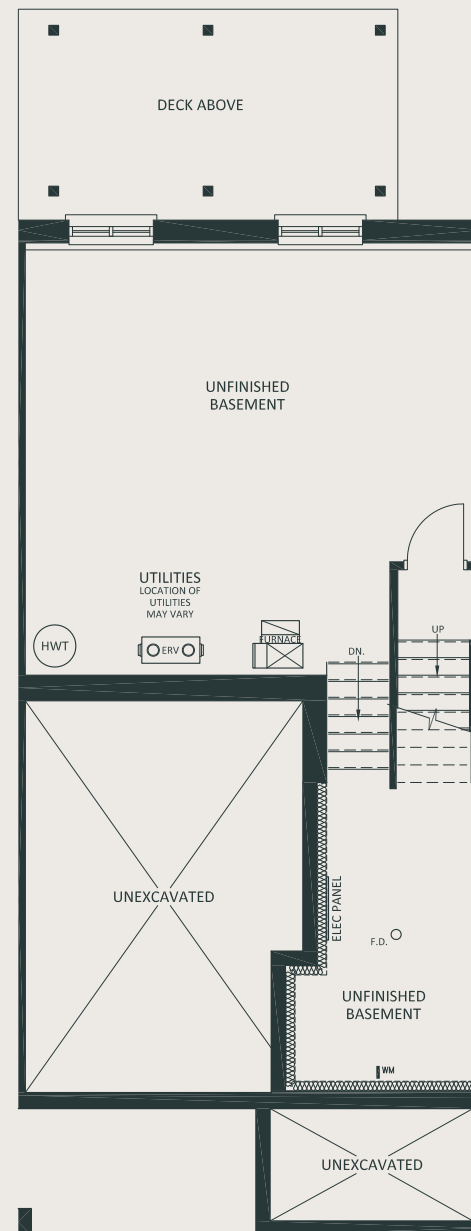 DECK ABOVE
UNFINISHED
BASEMENT
UTILITIES
LOCATION OF
UTILITIES
MAY VARY
HWT
ERV
FURNACE
DN.
UP
UNEXCAVATED
ELEC PANEL
F.D.
UNFINISHED
BASEMENT
WM
UNEXCAVATED